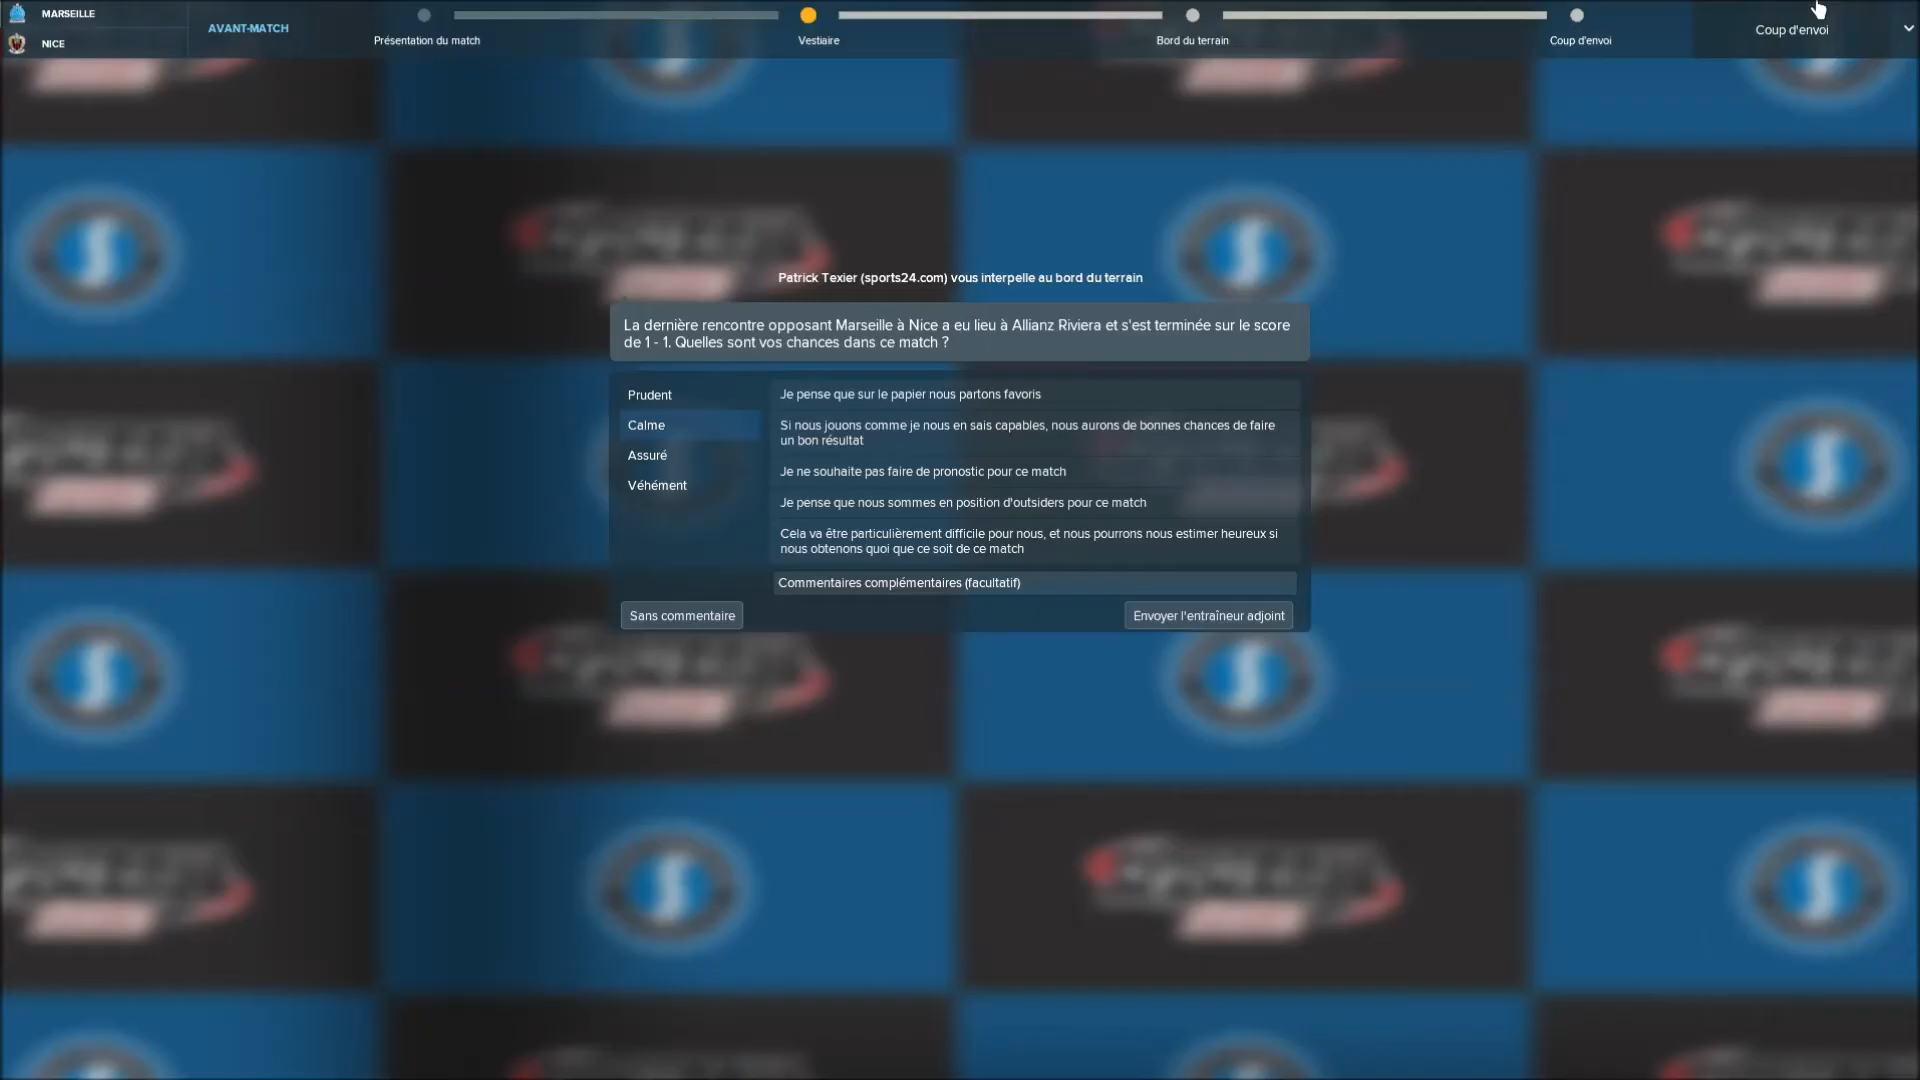 MARSEILLE
NICE
AVANT-MATCH
Présentation du match
Vestiaire
Bord du terrain
Coup d'envoi
Coup d'envoi
Patrick Texier (sports24.com) vous interpelle au bord du terrain
La dernière rencontre opposant Marseille à Nice a eu lieu à Allianz Riviera et s'est terminée sur le score
de 1 - 1. Quelles sont vos chances dans ce match ?
Prudent
Calme
Assuré
Véhément
Je pense que sur le papier nous partons favoris
Si nous jouons comme je nous en sais capables, nous aurons de bonnes chances de faire
un bon résultat
Je ne souhaite pas faire de pronostic pour ce match
Je pense que nous sommes en position d'outsiders pour ce match
Cela va être particulièrement difficile pour nous, et nous pourrons nous estimer heureux si
nous obtenons quoi que ce soit de ce match
Commentaires complémentaires (facultatif)
Sans commentaire
Envoyer l'entraîneur adjoint